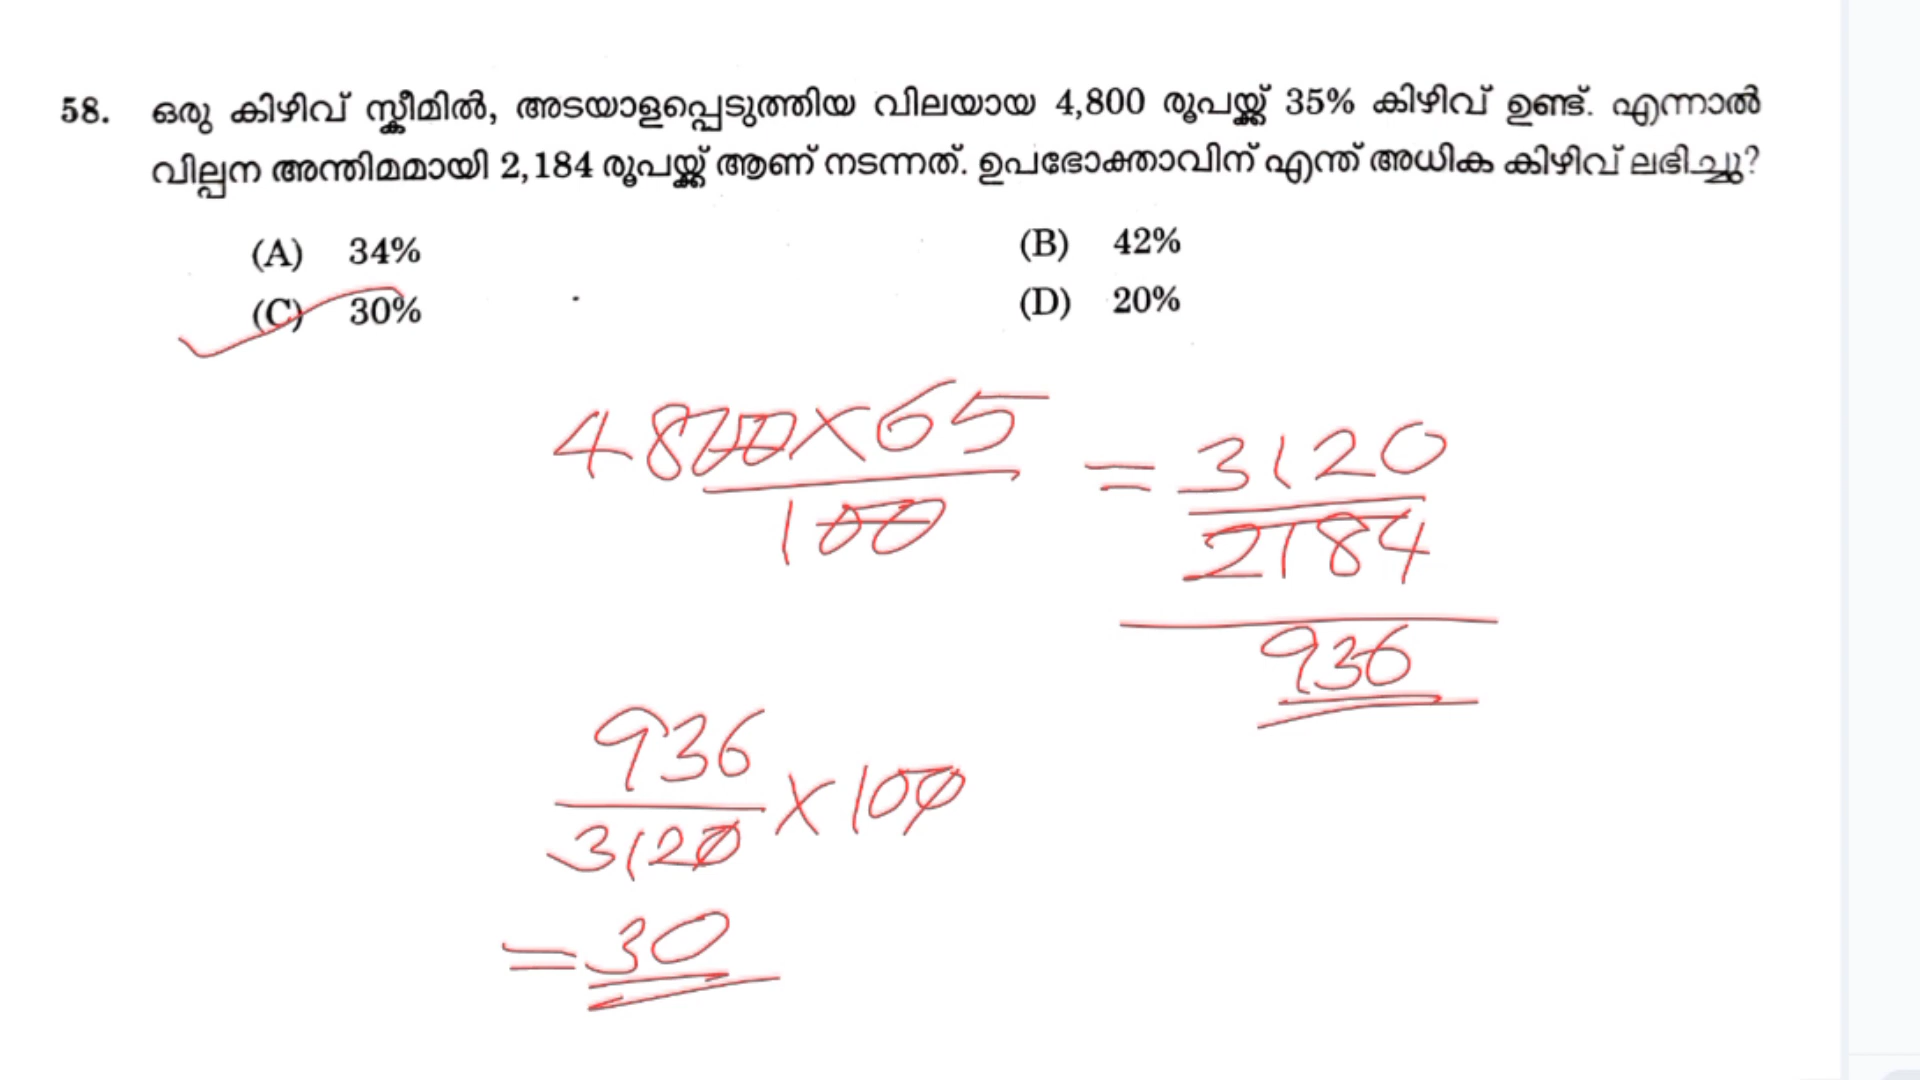 58. ഒരു കിഴിവ് സ്കീമിൽ, അടയാളപ്പെടുത്തിയ വിലയായ 4,800 രൂപയ്ക്ക് 35% കിഴിവ് ഉണ്ട്. എന്നാൽ
വില്പന അന്തിമമായി 2,184 രൂപയ്ക്ക് ആണ് നടന്നത്. ഉപഭോക്താവിന് എന്ത് അധിക കിഴിവ് ലഭിച്ചു?
(A) 34% (B) 42%
(C) 30% (D) 20%
4800×65
100
= 3120
2184
936
936
3120
×100
=30